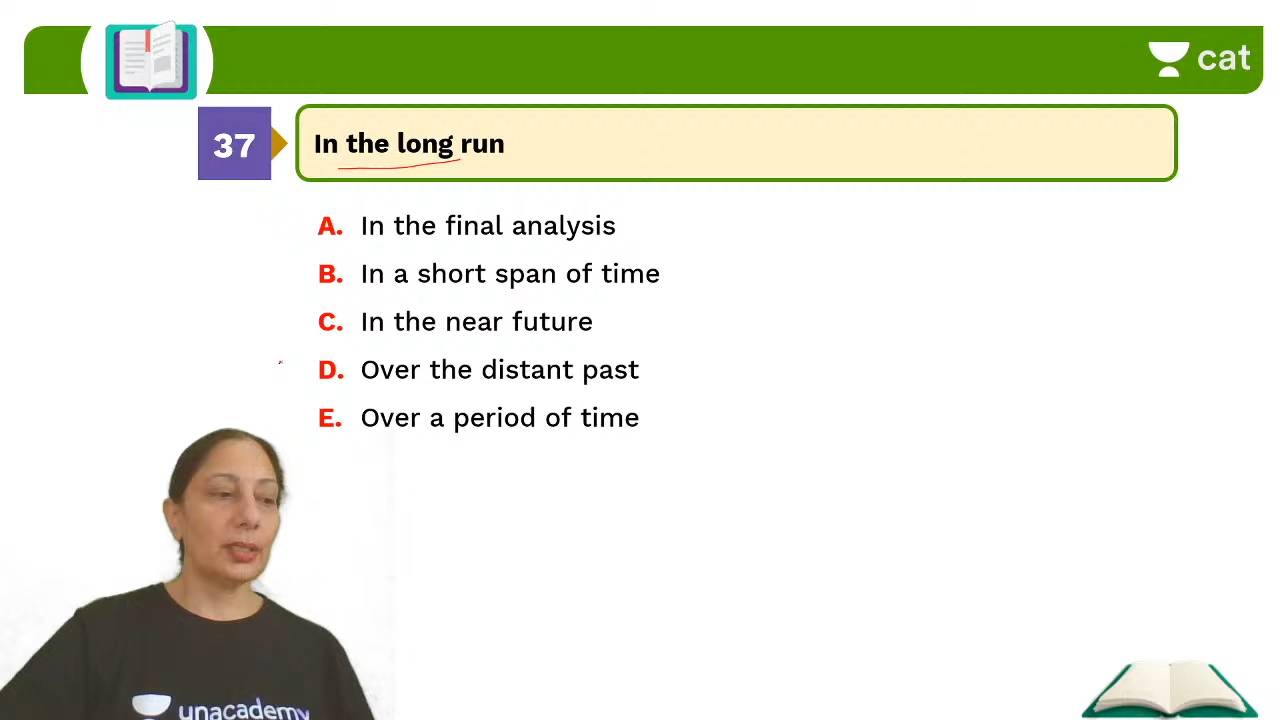 cat
37
In the long run
A. In the final analysis
B. In a short span of time
C. In the near future
D. Over the distant past
E. Over a period of time
unacademy